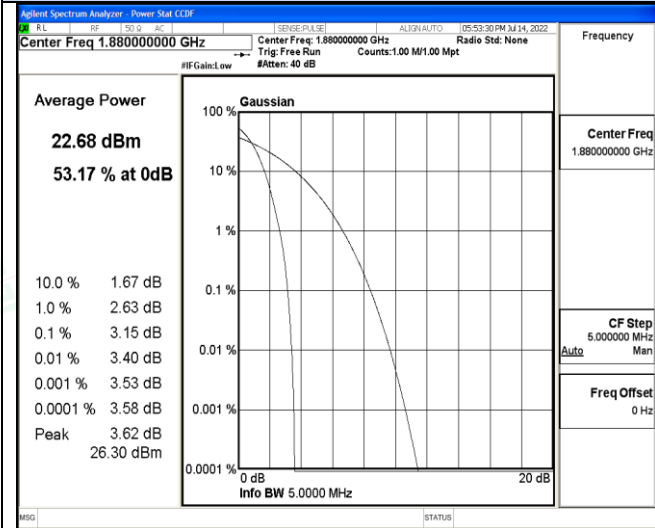 Agilent Spectrum Analyzer - Power Stat CCDF
RL RF 50 Ω AC SENSE:PULSE ALIGN AUTO 05:53:30 PM Jul 14, 2022
Center Freq 1.880000000 GHz
Center Freq: 1.880000000 GHz Radio Std: None
Trig: Free Run Counts:1.00 M/1.00 Mpt
#IFGain:Low #Atten: 40 dB
Frequency
Average Power
22.68 dBm
53.17 % at 0dB
10.0 % 1.67 dB
1.0 % 2.63 dB
0.1 % 3.15 dB
0.01 % 3.40 dB
0.001 % 3.53 dB
0.0001 % 3.58 dB
Peak 3.62 dB
26.30 dBm
Gaussian
100 %
10 %
1 %
0.1 %
0.01 %
0.001 %
0.0001 %
0 dB 20 dB
Info BW 5.0000 MHz
Center Freq
1.880000000 GHz
CF Step
5.000000 MHz
Auto Man
Freq Offset
0 Hz
MSG STATUS